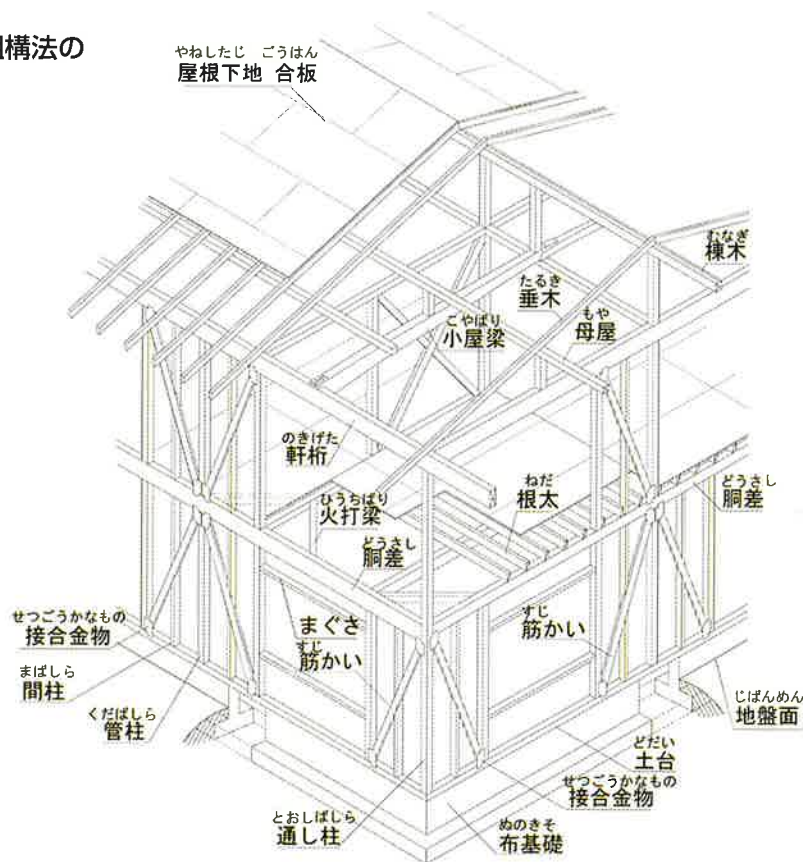 構法の
やねしたじ ごうはん
屋根下地 合板
むなぎ
棟木
たるき
垂木
もや
母屋
こやばり
小屋梁
のきげた
軒桁
ねだ
根太
どうさし
胴差
ひうちばり
火打梁
どうさし
胴差
まぐさ
すじ
筋かい
すじ
筋かい
せつごうかなもの
接合金物
まばしら
間柱
くだばしら
管柱
じばんめん
地盤面
どだい
土台
せつごうかなもの
接合金物
とおしばしら
通し柱
ぬのきそ
布基礎